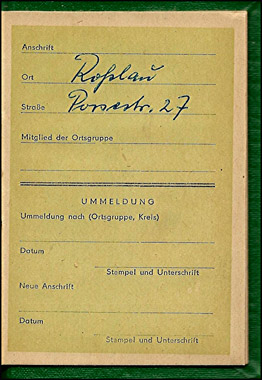 Anschrift
Ort Roßlau
Straße Porsestr. 27
Mitglied der Ortsgruppe
UMMELDUNG
Ummeldung nach (Ortsgruppe, Kreis)
Datum
Stempel und Unterschrift
Neue Anschrift
Datum
Stempel und Unterschrift